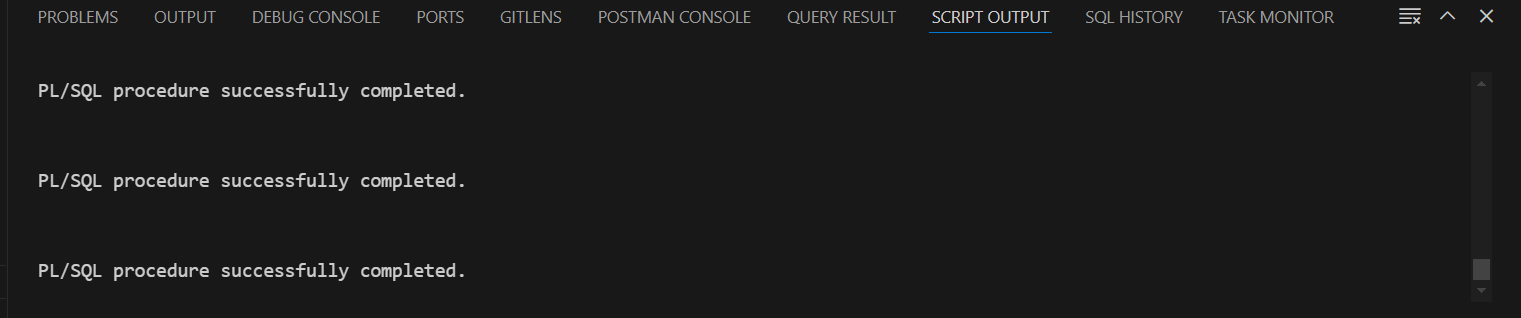 PROBLEMS OUTPUT DEBUG CONSOLE PORTS GITLENS POSTMAN CONSOLE QUERY RESULT SCRIPT OUTPUT SQL HISTORY TASK MONITOR
PL/SQL procedure successfully completed.
PL/SQL procedure successfully completed.
PL/SQL procedure successfully completed.